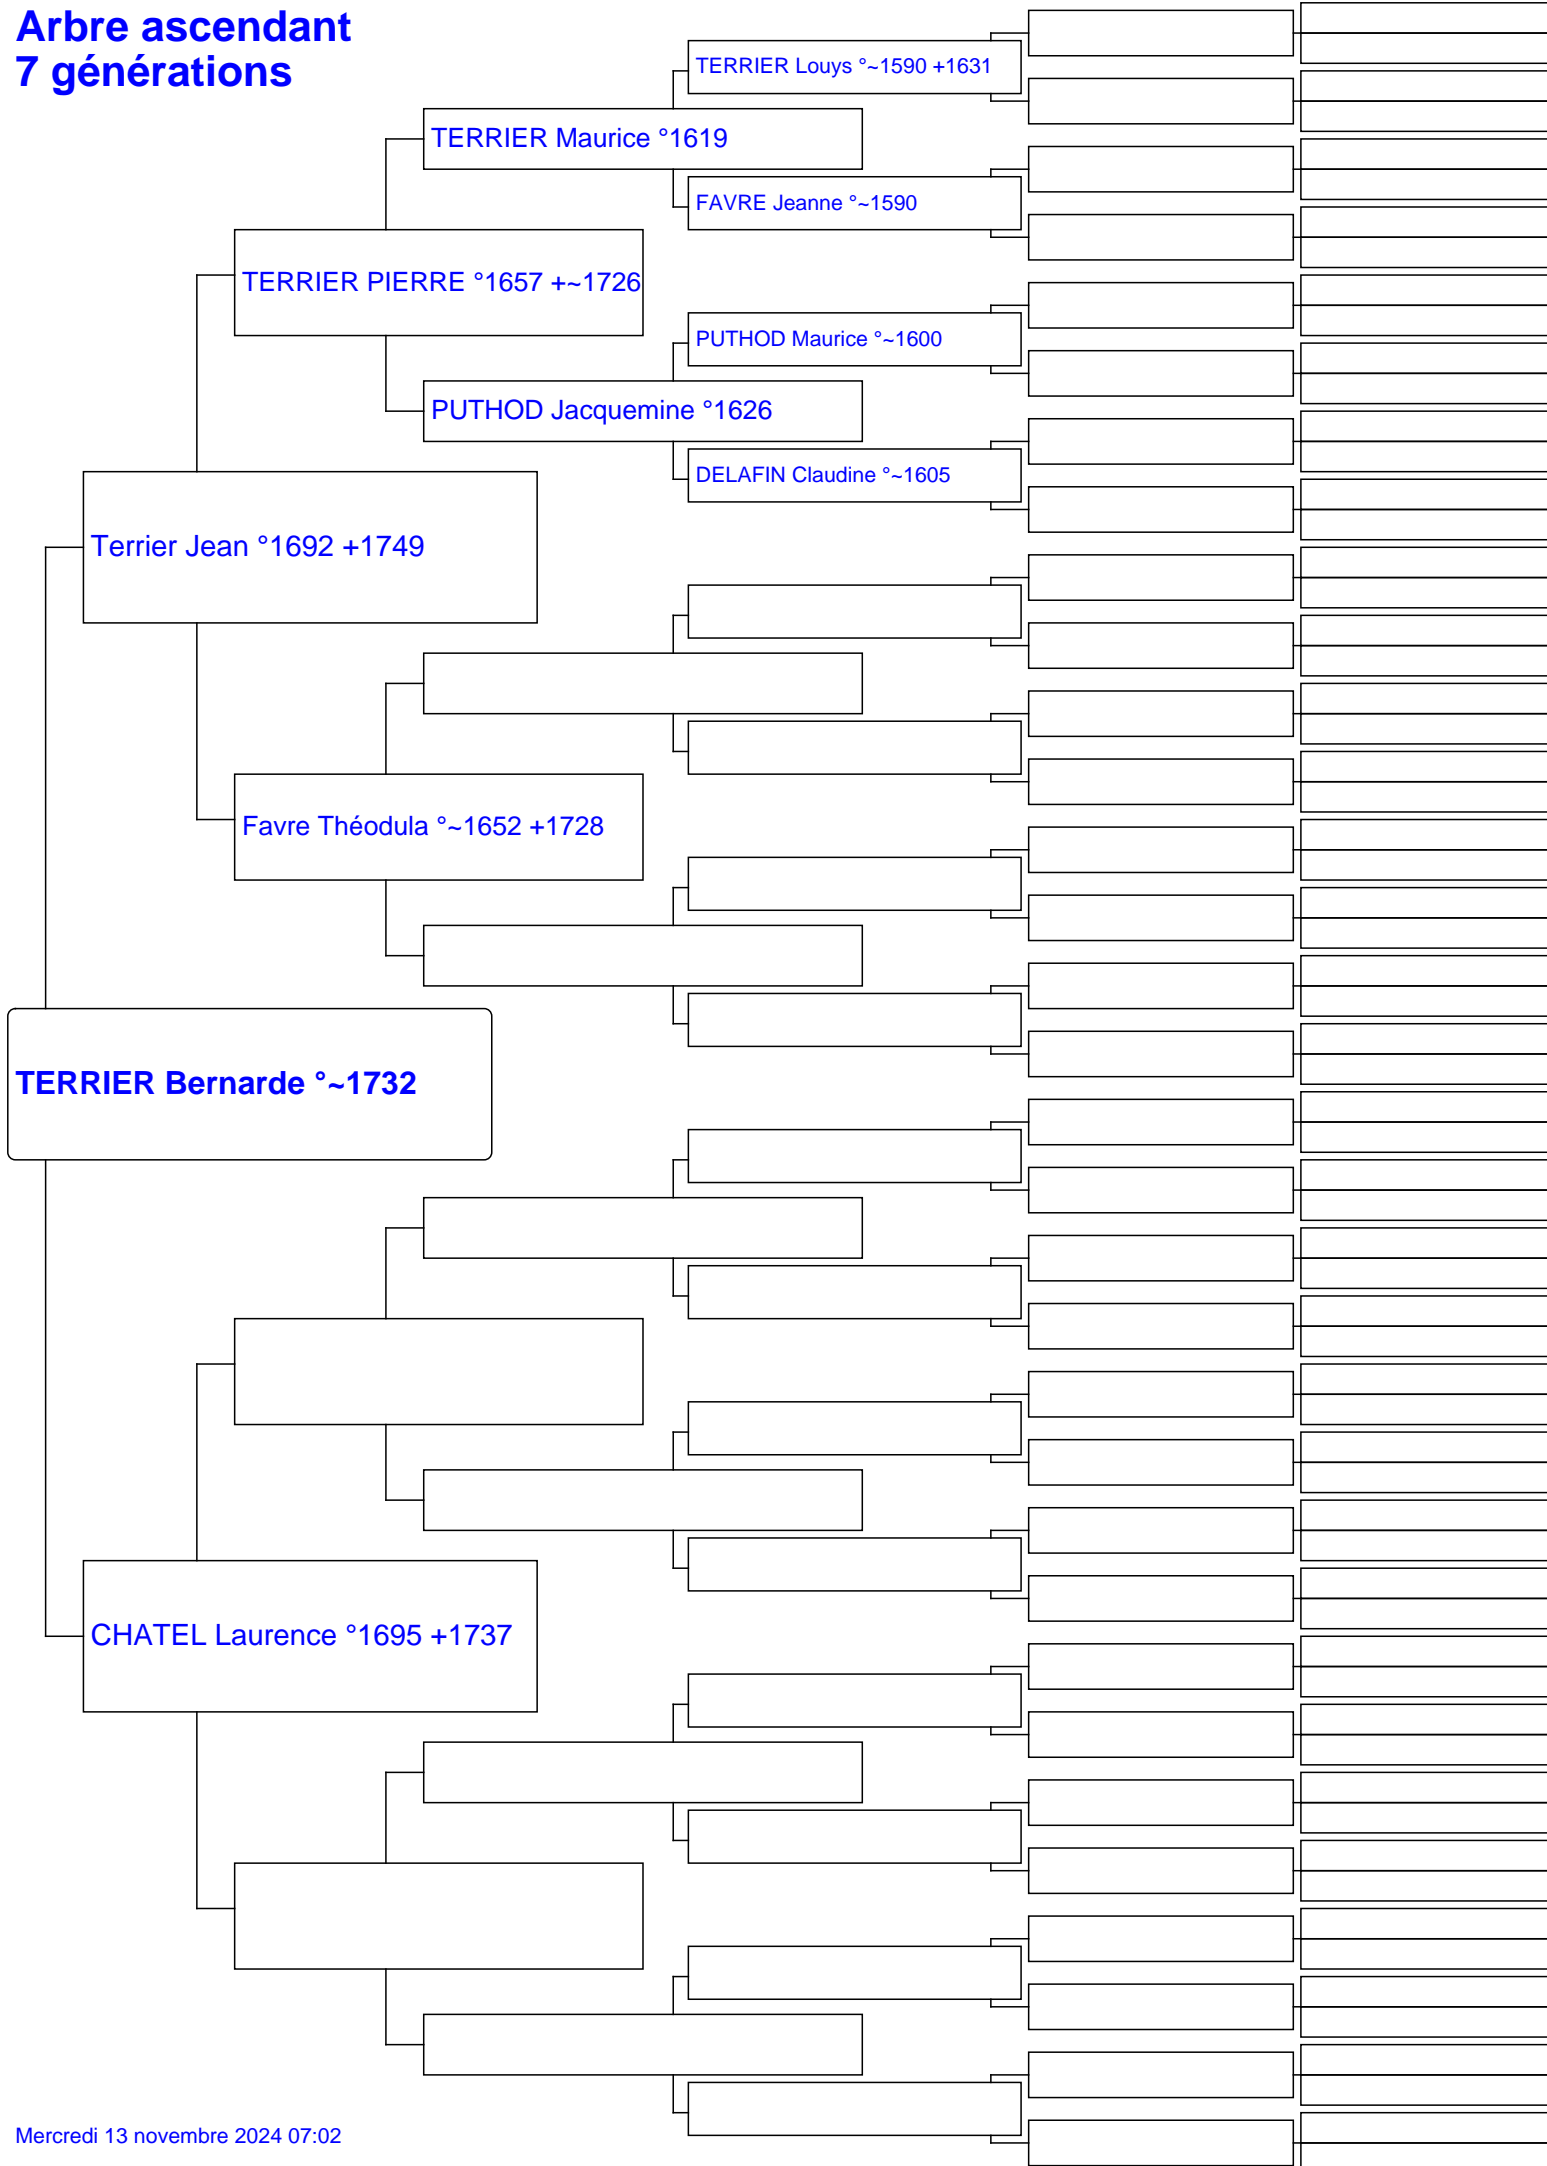 Arbre ascendant
7 générations
TERRIER Louys °~1590 +1631
TERRIER Maurice °1619
FAVRE Jeanne °~1590
TERRIER PIERRE °1657 +~1726
PUTHOD Maurice °~1600
PUTHOD Jacquemine °1626
DELAFIN Claudine °~1605
Terrier Jean °1692 +1749
Favre Théodula °~1652 +1728
TERRIER Bernarde °~1732
CHATEL Laurence °1695 +1737
Mercredi 13 novembre 2024 07:02